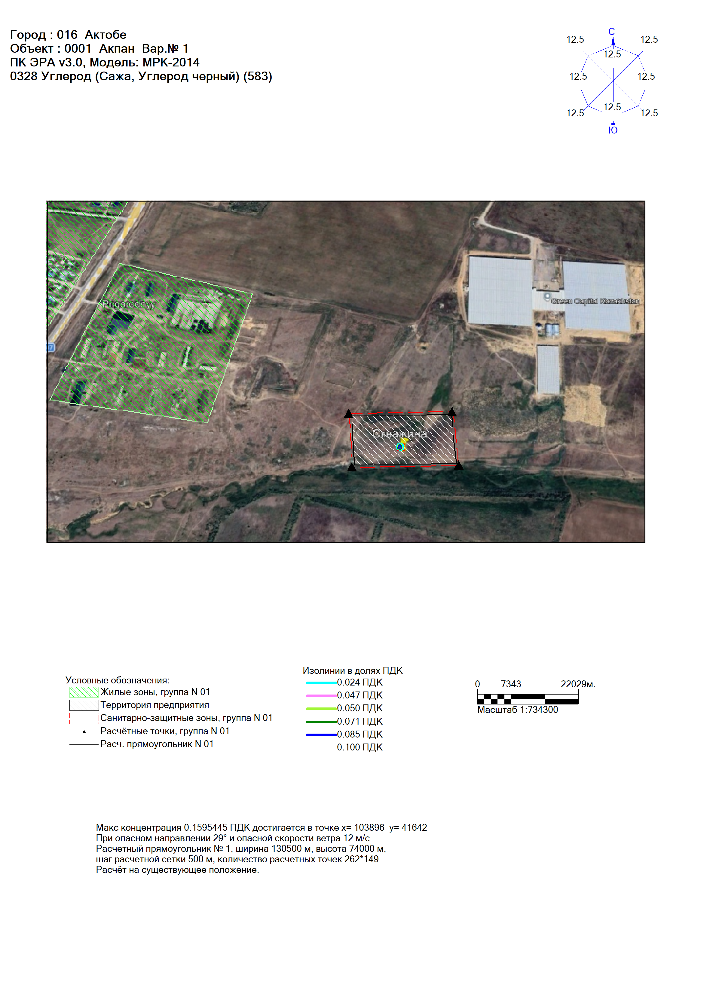 Город : 016 Актобе
Объект : 0001 Акпан Вар.№ 1
ПК ЭРА v3.0, Модель: МРК-2014
0328 Углерод (Сажа, Углерод черный) (583)
С
12.5
12.5
12.5
12.5
12.5
12.5
12.5
12.5
Ю
Prigorodnyy
Green Capital Kazakhstan
Скважина
Условные обозначения:
Жилые зоны, группа N 01
Территория предприятия
Санитарно-защитные зоны, группа N 01
Расчётные точки, группа N 01
Расч. прямоугольник N 01
Изолинии в долях ПДК
0.024 ПДК
0.047 ПДК
0.050 ПДК
0.071 ПДК
0.085 ПДК
0.100 ПДК
0 7343 22029м.
Масштаб 1:734300
Макс концентрация 0.1595445 ПДК достигается в точке x= 103896 y= 41642
При опасном направлении 29° и опасной скорости ветра 12 м/с
Расчетный прямоугольник № 1, ширина 130500 м, высота 74000 м,
шаг расчетной сетки 500 м, количество расчетных точек 262*149
Расчёт на существующее положение.